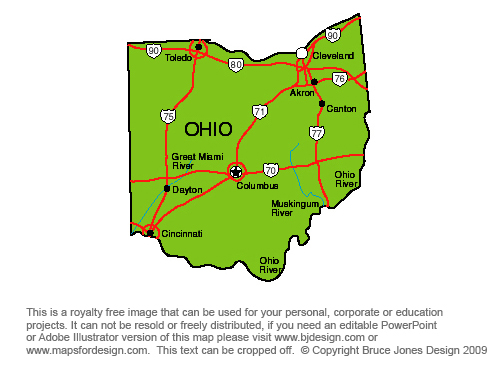 90
90
Cleveland
Toledo
80
76
Akron
71
Canton
75
OHIO
77
Great Miami
River
70
Ohio
River
Dayton
Columbus
Muskingum
River
Cincinnati
Ohio
River
This is a royalty free image that can be used for your personal, corporate or education
projects. It can not be resold or freely distributed, if you need an editable PowerPoint
or Adobe Illustrator version of this map please visit www.bjdesign.com or
www.mapsfordesign.com. This text can be cropped off. © Copyright Bruce Jones Design 2009